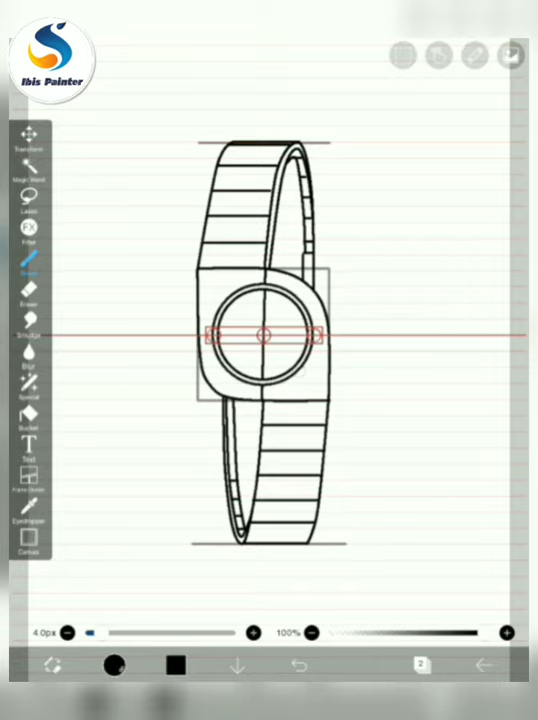 Ibis Painter
Transform
Magic Wand
Lasso
FX
Filter
Brush
Eraser
Smudge
Blur
Special
Bucket
T
Text
Frame Divider
Eyedropper
Canvas
4.0px
100%
2